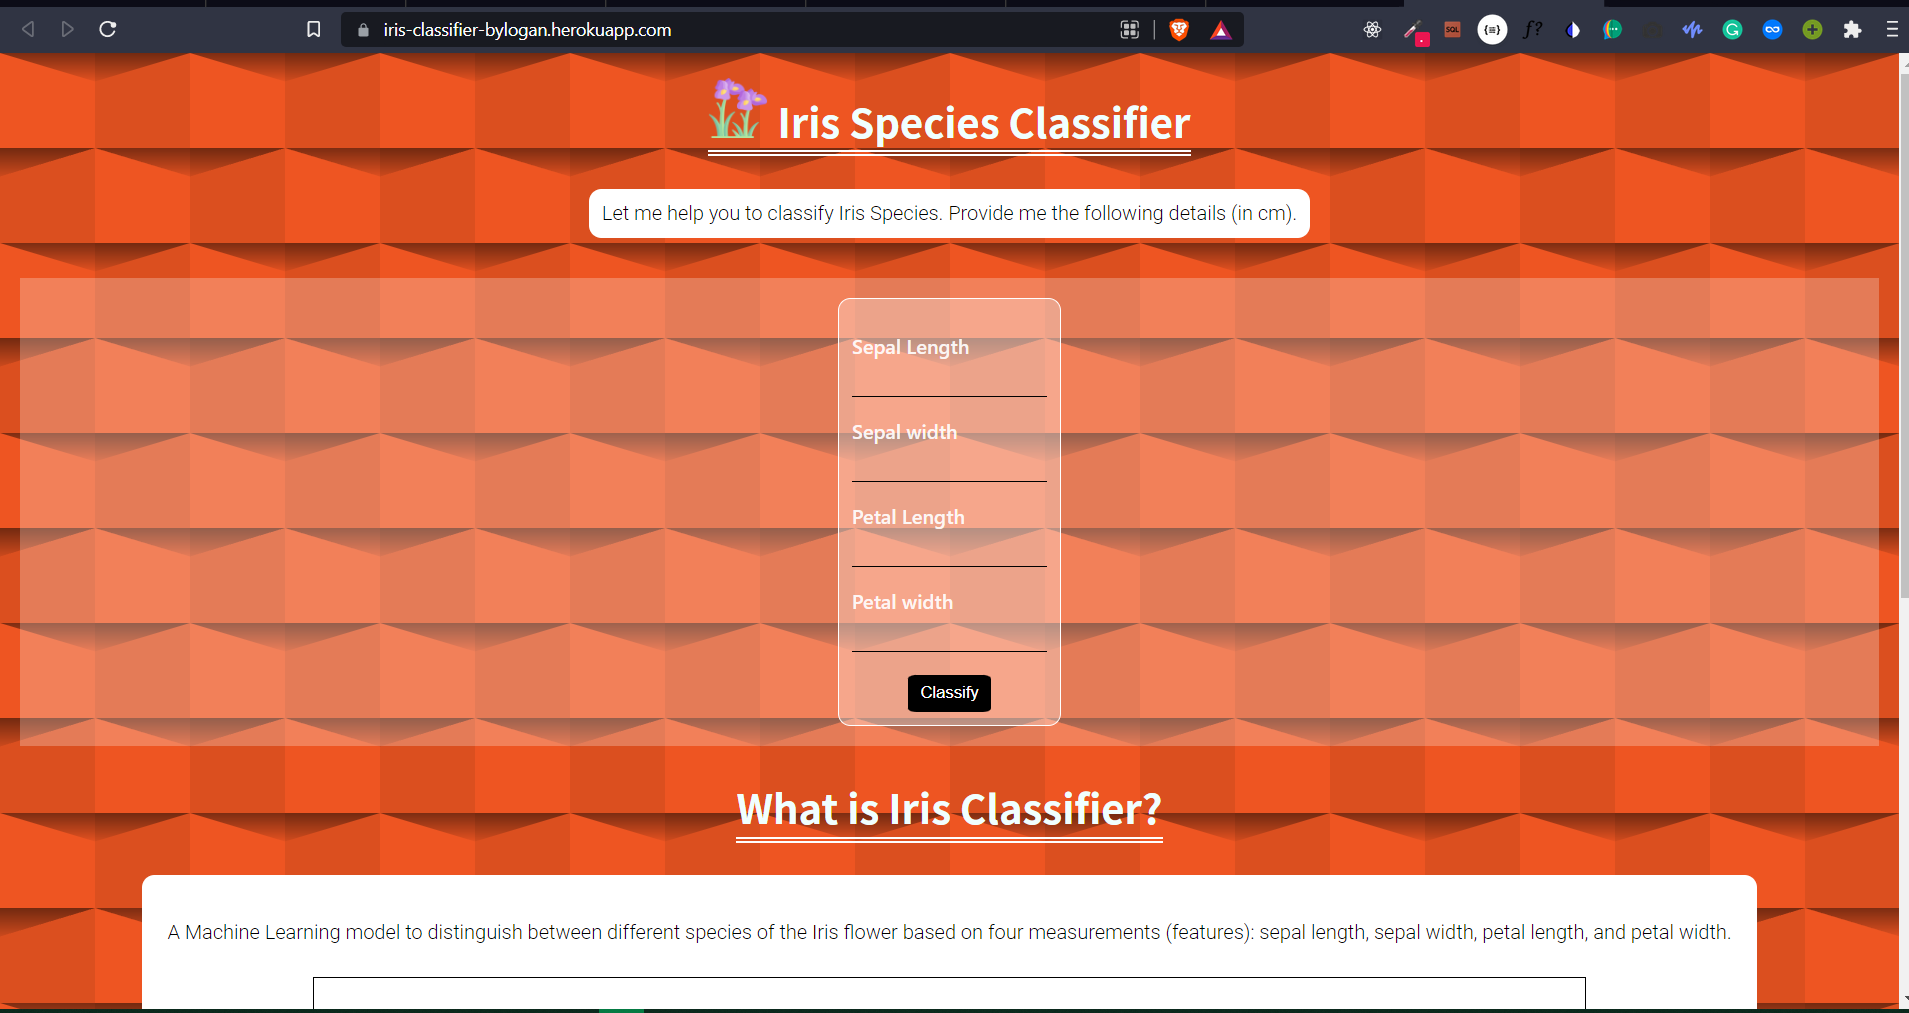 iris-classifier-bylogan.herokuapp.com
SQL
{≡}
f?
G
Iris Species Classifier
Let me help you to classify Iris Species. Provide me the following details (in cm).
Sepal Length
Sepal width
Petal Length
Petal width
Classify
What is Iris Classifier?
A Machine Learning model to distinguish between different species of the Iris flower based on four measurements (features): sepal length, sepal width, petal length, and petal width.